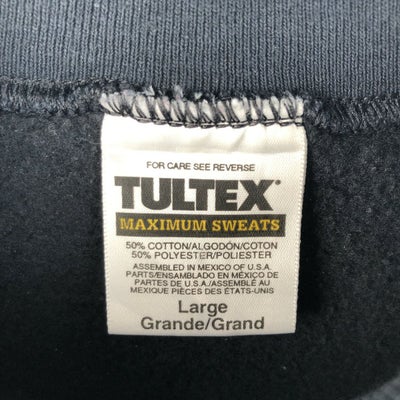 FOR CARE SEE REVERSE
TULTEX®
MAXIMUM SWEATS
50% COTTON/ALGODÓN/COTON
50% POLYESTER/POLIESTER
ASSEMBLED IN MEXICO OF U.S.A.
PARTS/ENSAMBLADO EN MÉXICO DE
PARTES DE U.S.A./ASSEMBLÉ AU
MEXIQUE PIÈCES DES ÉTATS-UNIS
Large
Grande/Grand